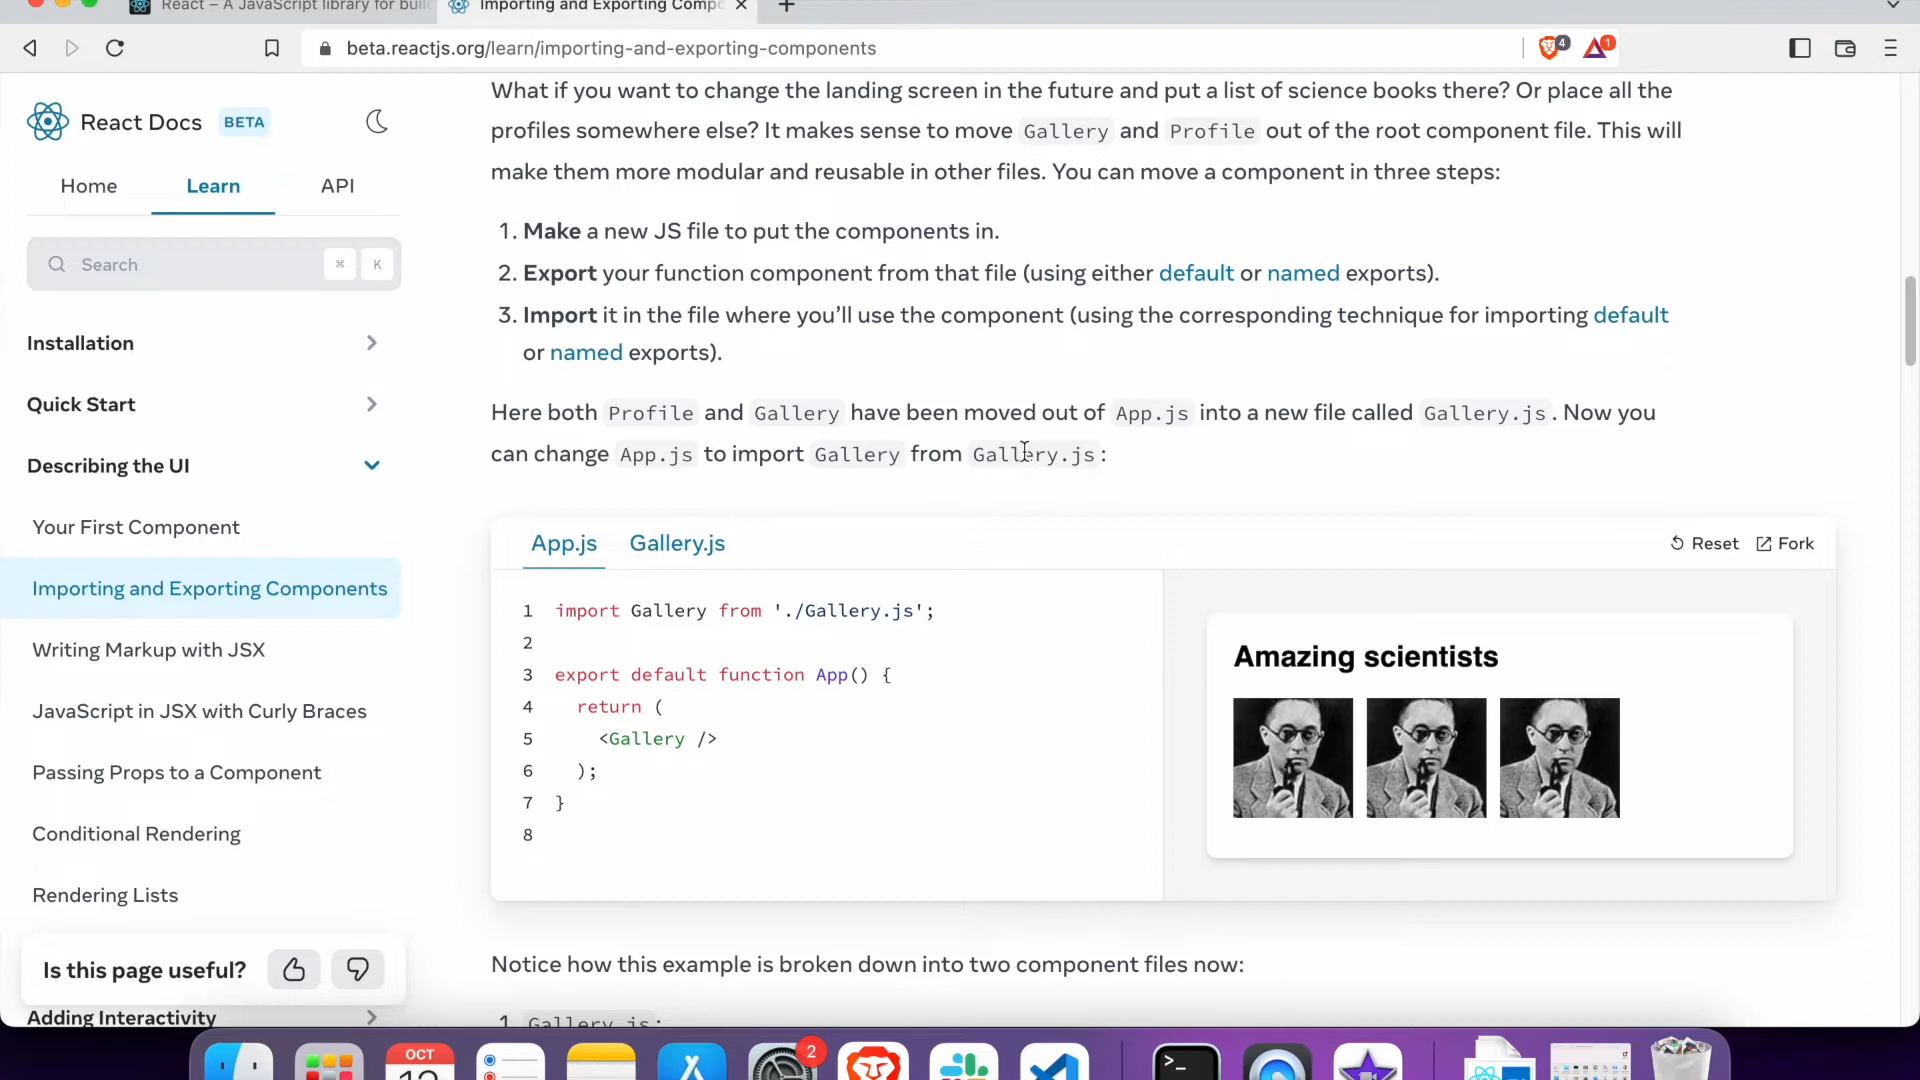 React – A JavaScript library for buil
Importing and Exporting Compo
beta.reactjs.org/learn/importing-and-exporting-components
4
1
React Docs BETA
Home Learn API
Search ⌘ K
Installation
Quick Start
Describing the UI
Your First Component
Importing and Exporting Components
Writing Markup with JSX
JavaScript in JSX with Curly Braces
Passing Props to a Component
Conditional Rendering
Rendering Lists
Is this page useful?
Adding Interactivity
What if you want to change the landing screen in the future and put a list of science books there? Or place all the
profiles somewhere else? It makes sense to move Gallery and Profile out of the root component file. This will
make them more modular and reusable in other files. You can move a component in three steps:
1. Make a new JS file to put the components in.
2. Export your function component from that file (using either default or named exports).
3. Import it in the file where you’ll use the component (using the corresponding technique for importing default
or named exports).
Here both Profile and Gallery have been moved out of App.js into a new file called Gallery.js. Now you
can change App.js to import Gallery from Gallery.js:
App.js Gallery.js Reset Fork
1 import Gallery from './Gallery.js';
2
3 export default function App() {
4 return (
5 <Gallery />
6 );
7 }
8
Amazing scientists
Notice how this example is broken down into two component files now:
1. Gallery.js:
OCT
2